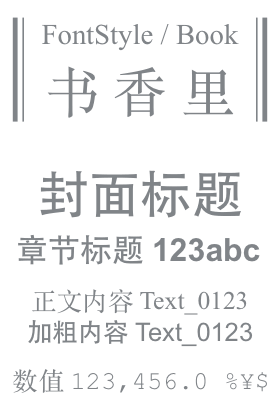 FontStyle / Book
书香里
封面标题
章节标题 123abc
正文内容 Text_0123
加粗内容 Text_0123
数值 123,456.0 %¥$